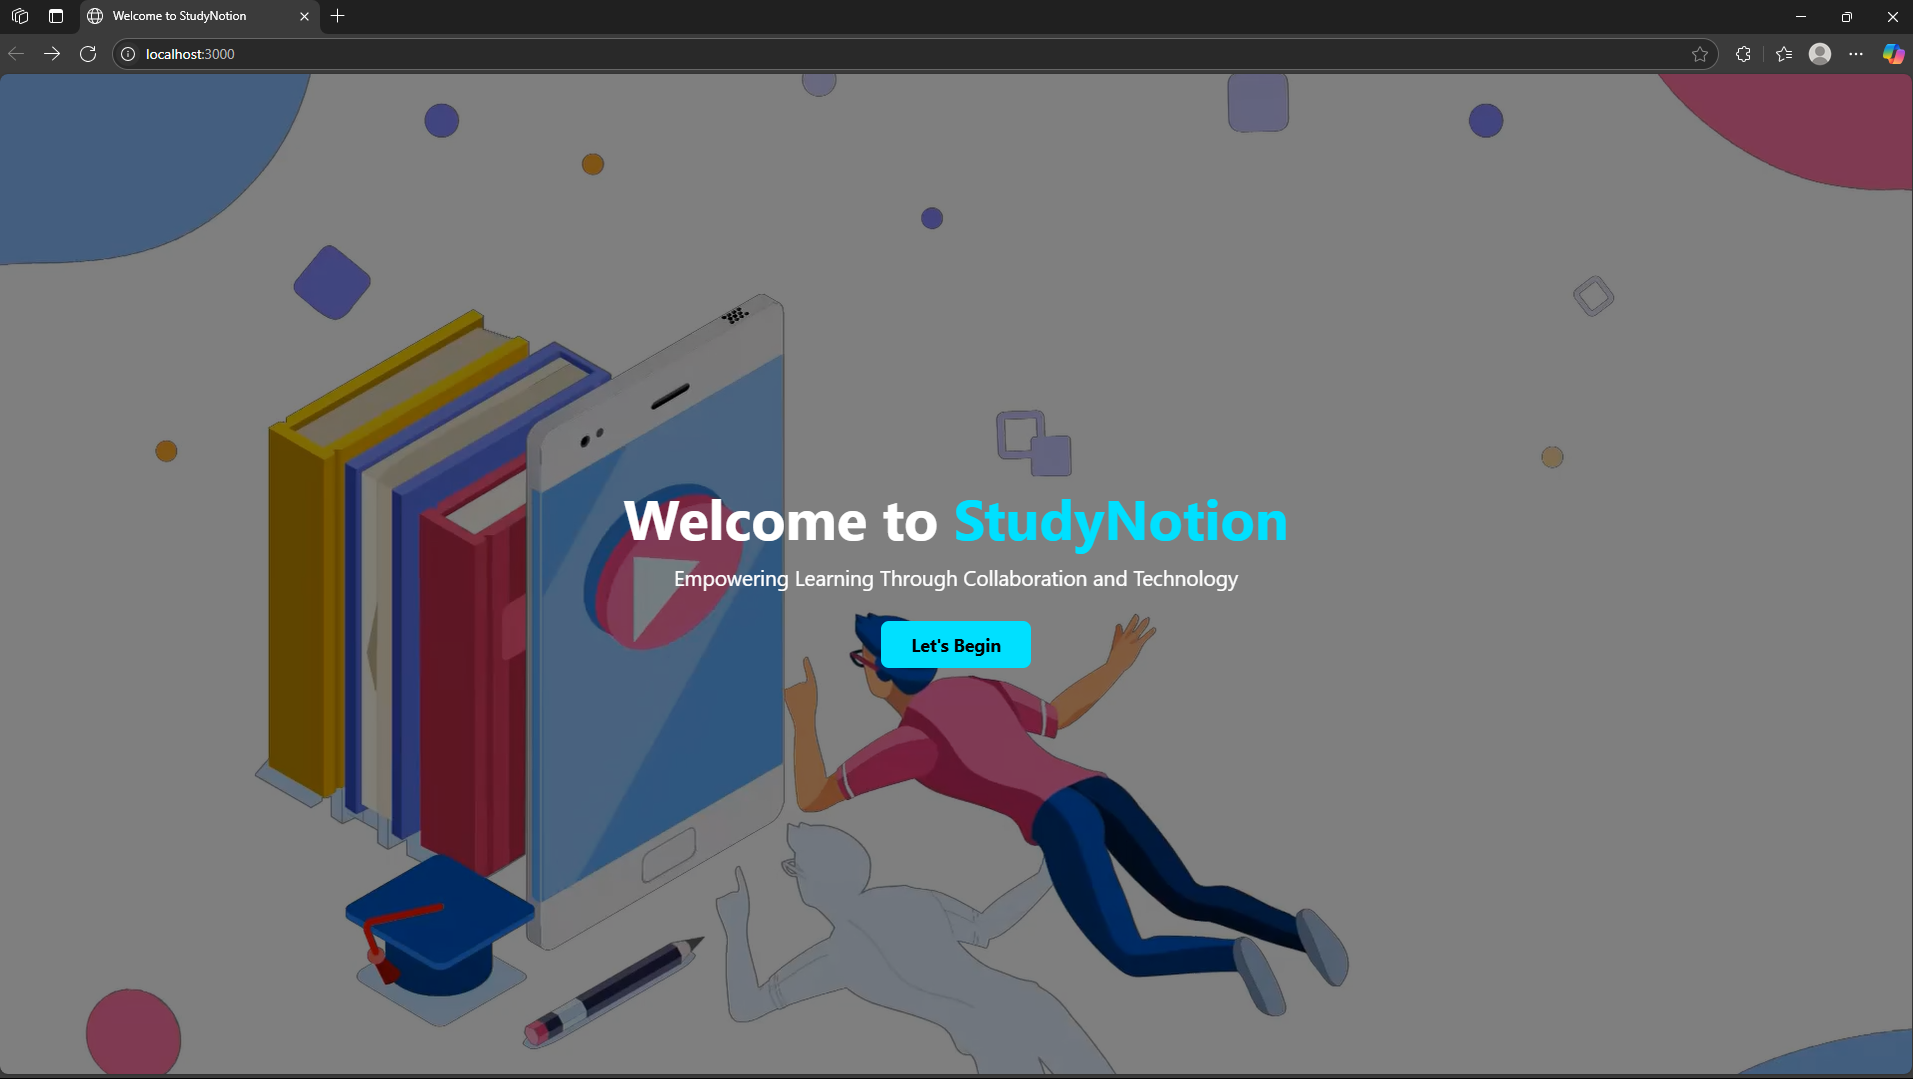 Welcome to StudyNotion
localhost:3000
Welcome to StudyNotion
Empowering Learning Through Collaboration and Technology
Let's Begin